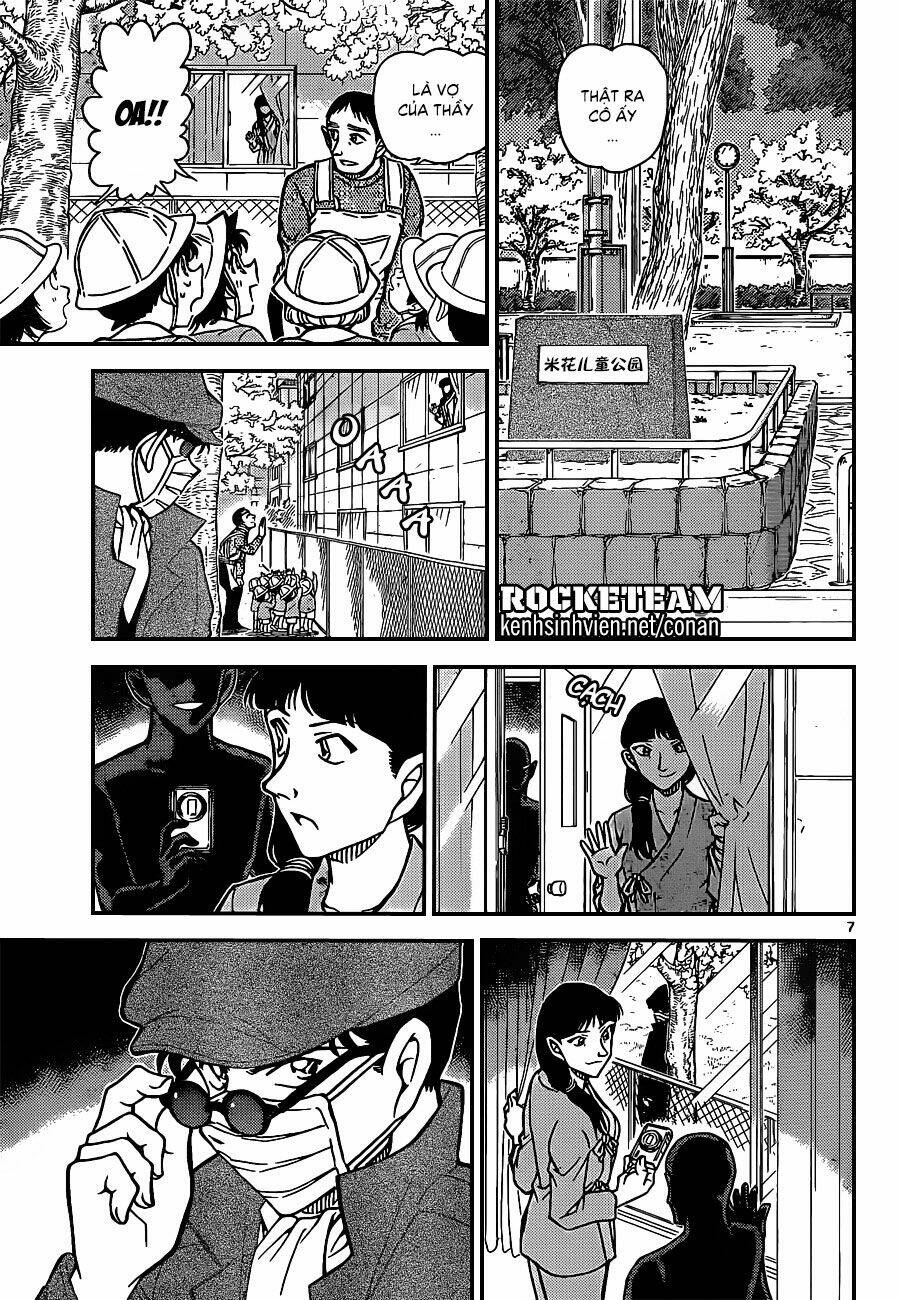 THẬT RA
CÔ ẤY
...
米花儿童公园
ROCKETEAM
kenhsinhvien.net/conan
LÀ VỢ
CỦA THẦY
...
OA!!
O
A
A
A
CẠCH
7